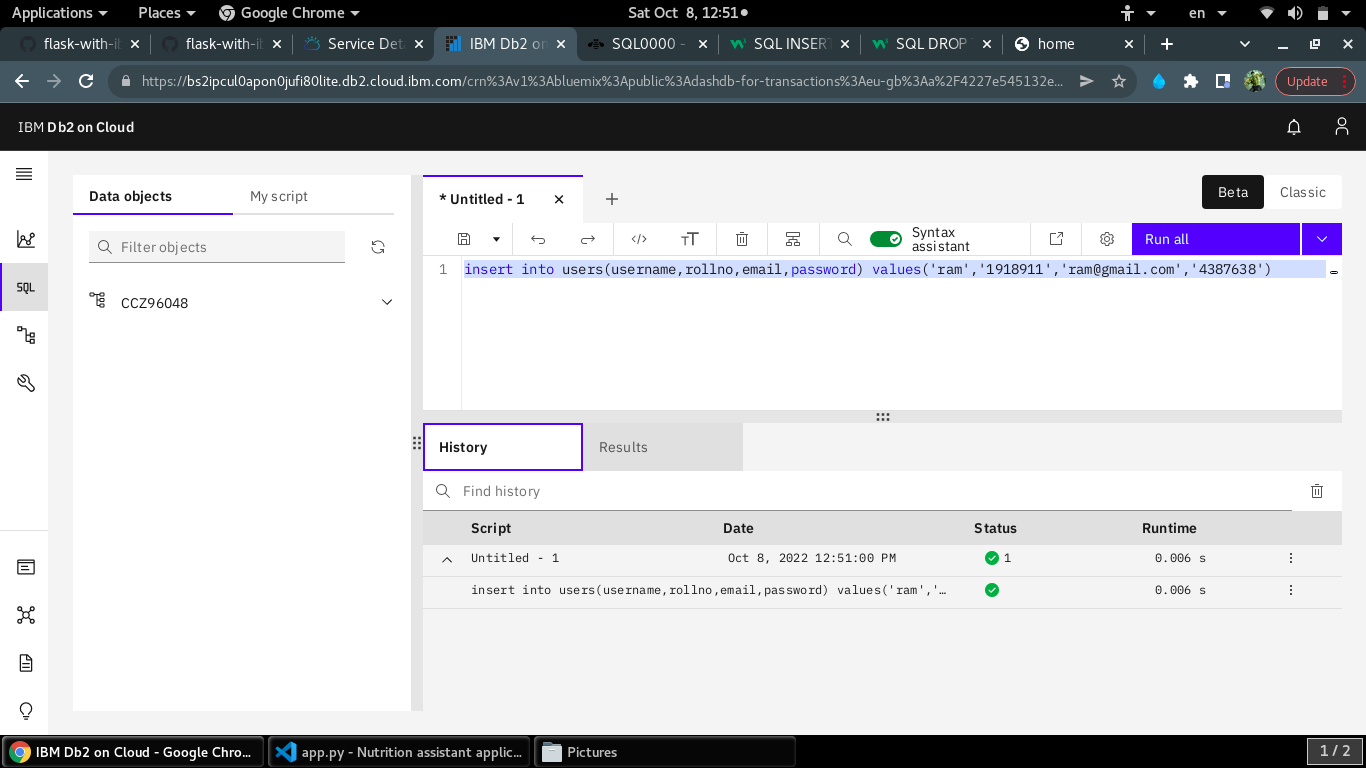 Applications Places Google Chrome Sat Oct 8, 12:51 en
flask-with-ib flask-with-ib Service Deta IBM Db2 on SQL0000 - SQL INSERT SQL DROP T home
https://bs2ipcul0apon0jufi80lite.db2.cloud.ibm.com/crn%3Av1%3Abluemix%3Apublic%3Adashdb-for-transactions%3Aeu-gb%3Aa%2F4227e545132e... Update
IBM Db2 on Cloud
Data objects My script
* Untitled - 1
Beta Classic
Filter objects
Syntax assistant
Run all
SQL
CCZ96048
1 insert into users(username,rollno,email,password) values('ram','1918911','ram@gmail.com','4387638')
History Results
Find history
Script Date Status Runtime
Untitled - 1 Oct 8, 2022 12:51:00 PM 1 0.006 s
insert into users(username,rollno,email,password) values('ram','... 0.006 s
IBM Db2 on Cloud - Google Chro... app.py - Nutrition assistant applic... Pictures 1 / 2